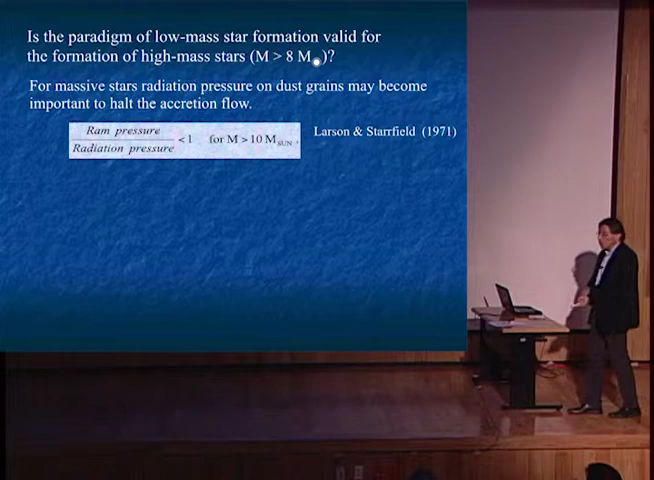 Is the paradigm of low-mass star formation valid for
the formation of high-mass stars (M > 8 M☉)?
For massive stars radiation pressure on dust grains may become
important to halt the accretion flow.
Ram pressure
Radiation pressure < 1 for M > 10 M SUN .
Larson & Starrfield (1971)